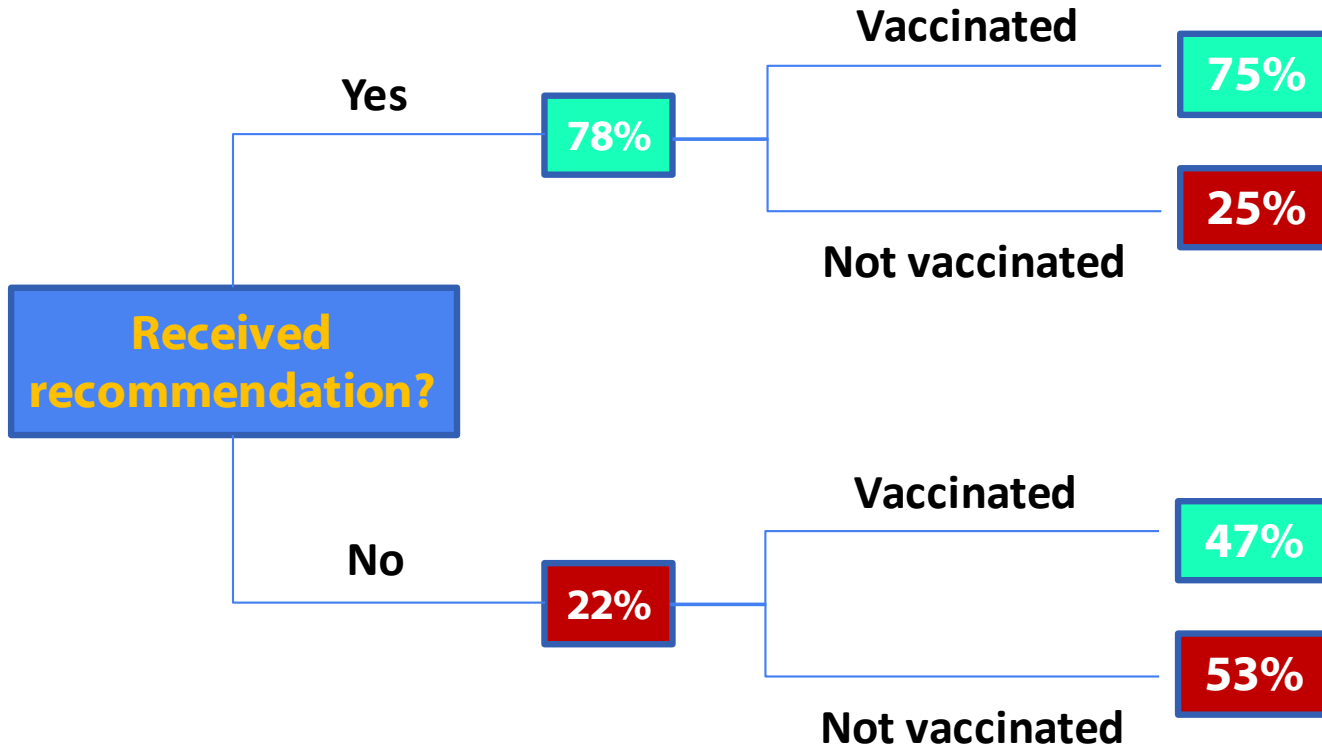 Vaccinated
75%
Yes
78%
25%
Not vaccinated
Received
recommendation?
Vaccinated
47%
No
22%
53%
Not vaccinated